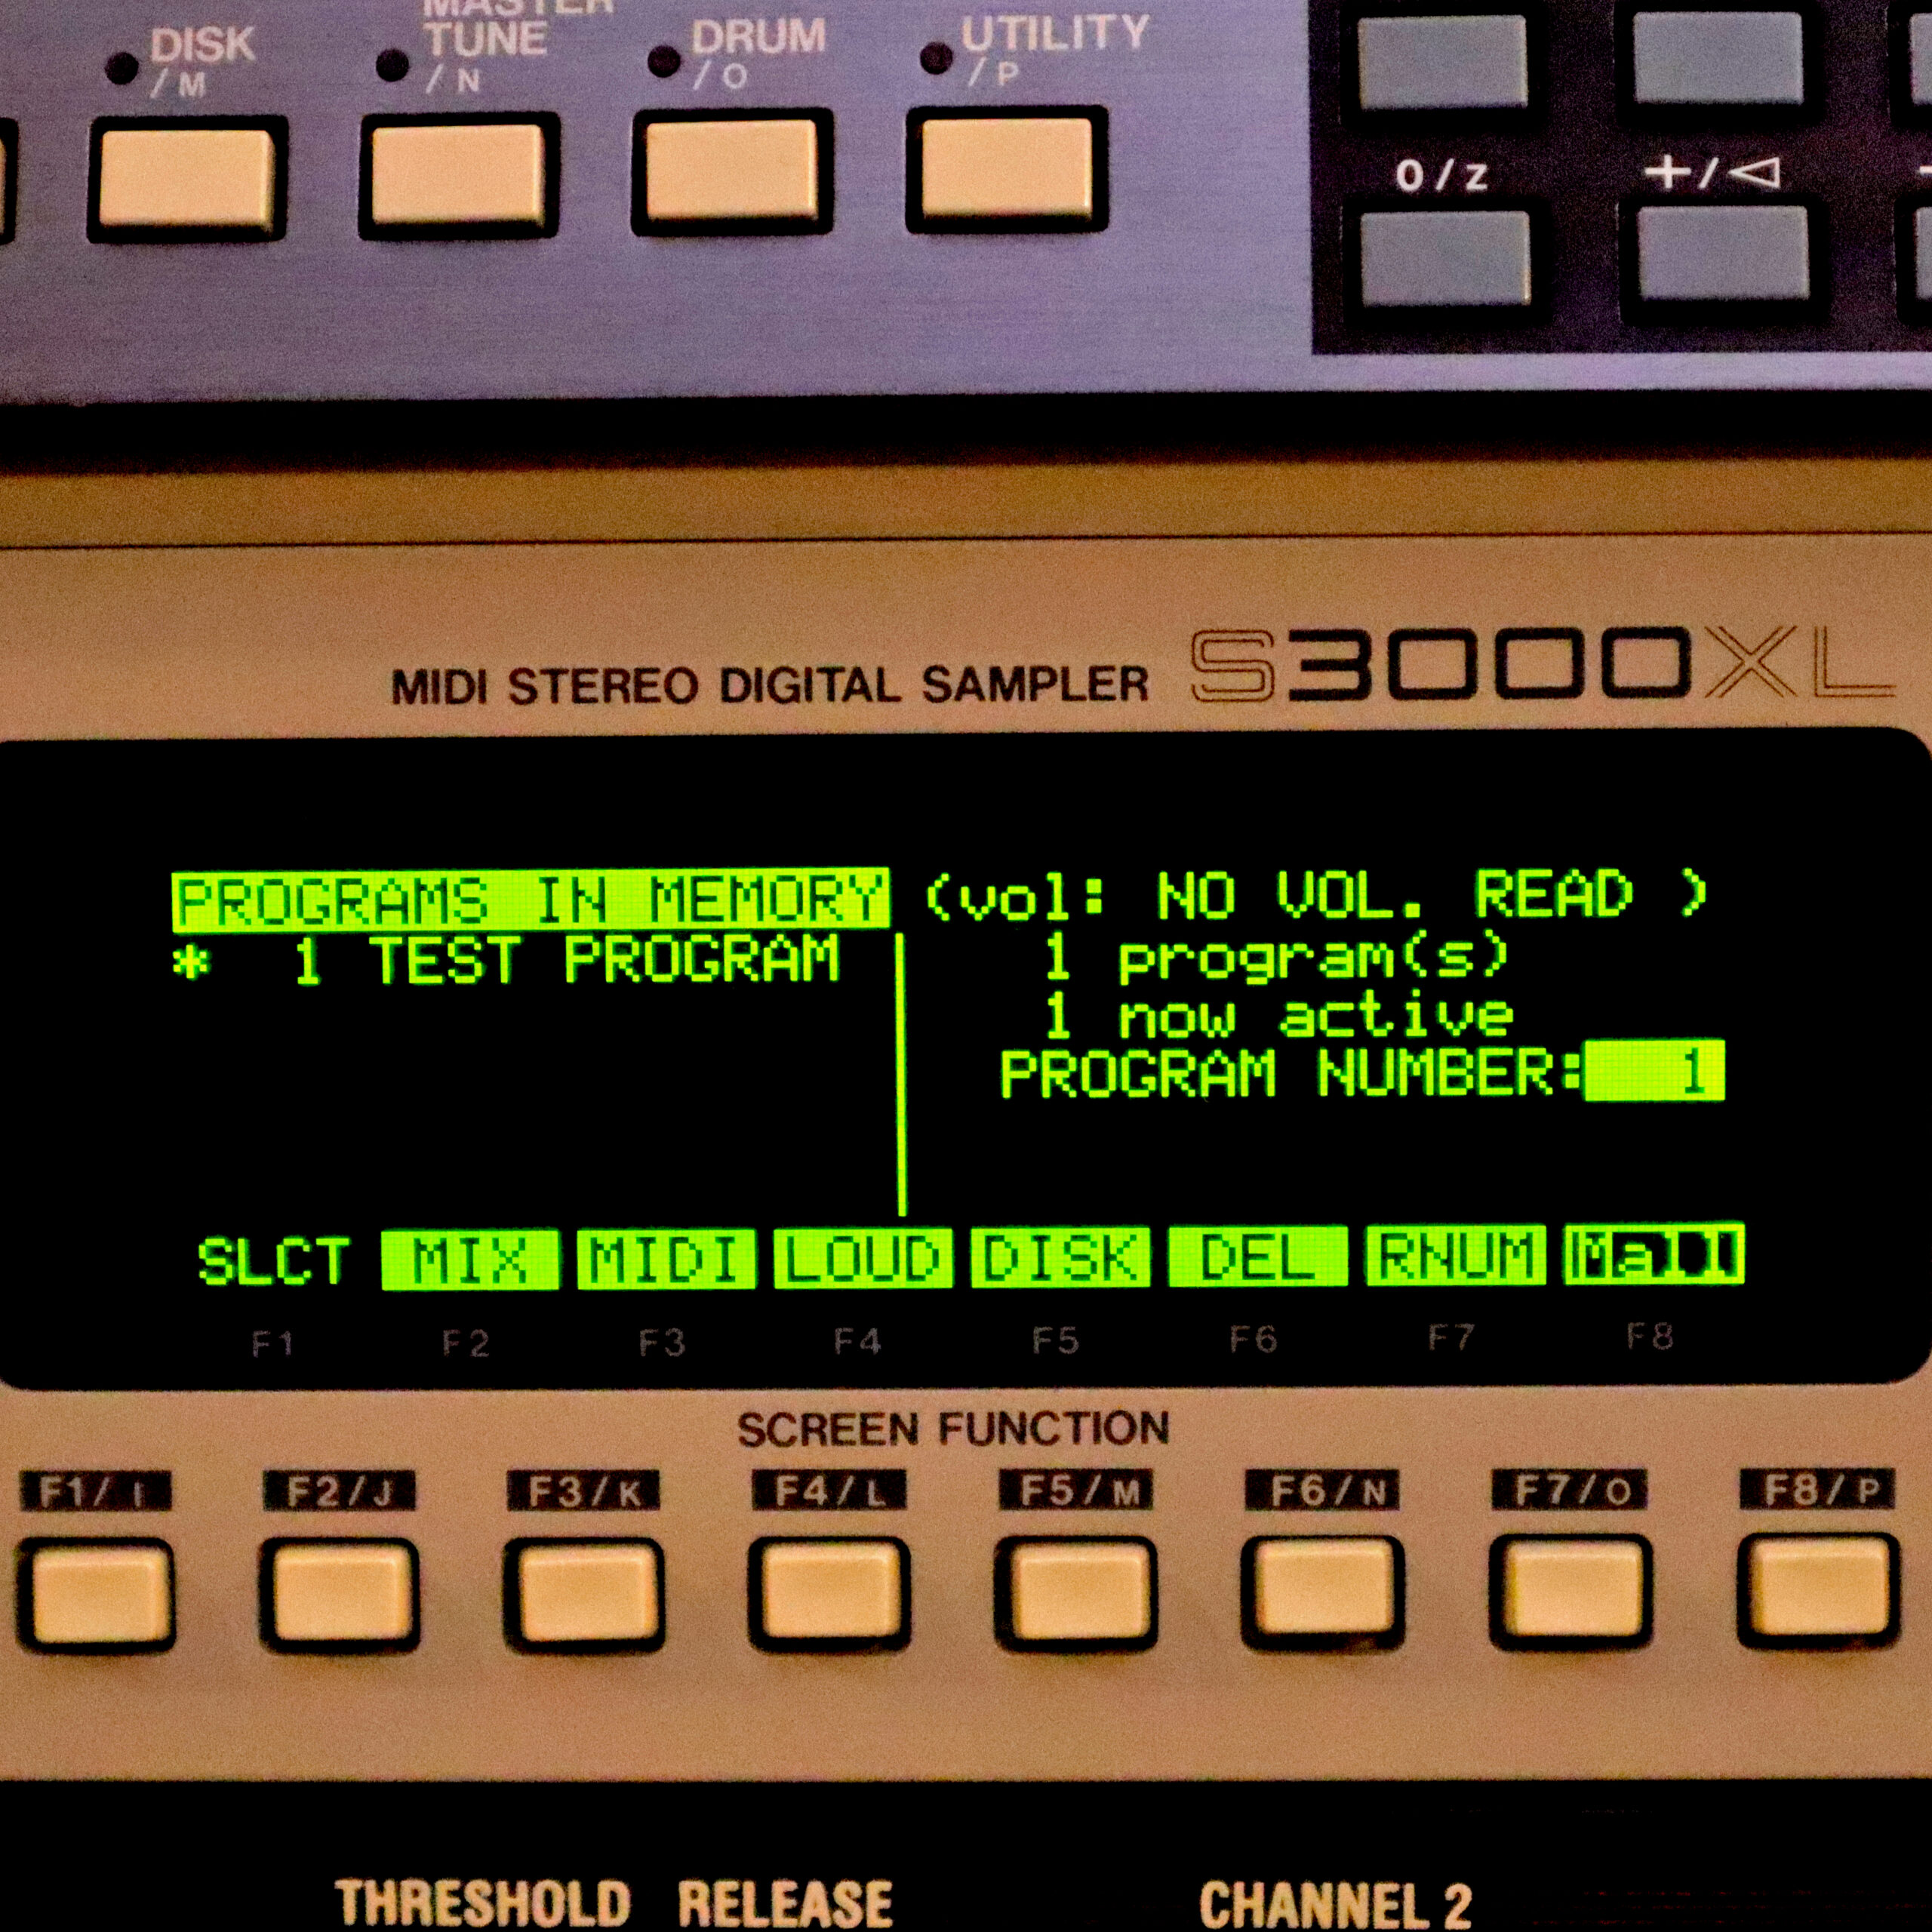 DISK
/ M
MASTER
TUNE
/ N
DRUM
/ O
UTILITY
/ P
0 / Z
+/◁
MIDI STEREO DIGITAL SAMPLER S3000XL
PROGRAMS IN MEMORY (vol: NO VOL. READ )
* 1 TEST PROGRAM
1 program(s)
1 now active
PROGRAM NUMBER: 1
SLCT MIX MIDI LOUD DISK DEL RNUM
F1 F2 F3 F4 F5 F6 F7 F8
SCREEN FUNCTION
F1/I F2/J F3/K F4/L F5/M F6/N F7/O F8/P
THRESHOLD RELEASE CHANNEL 2